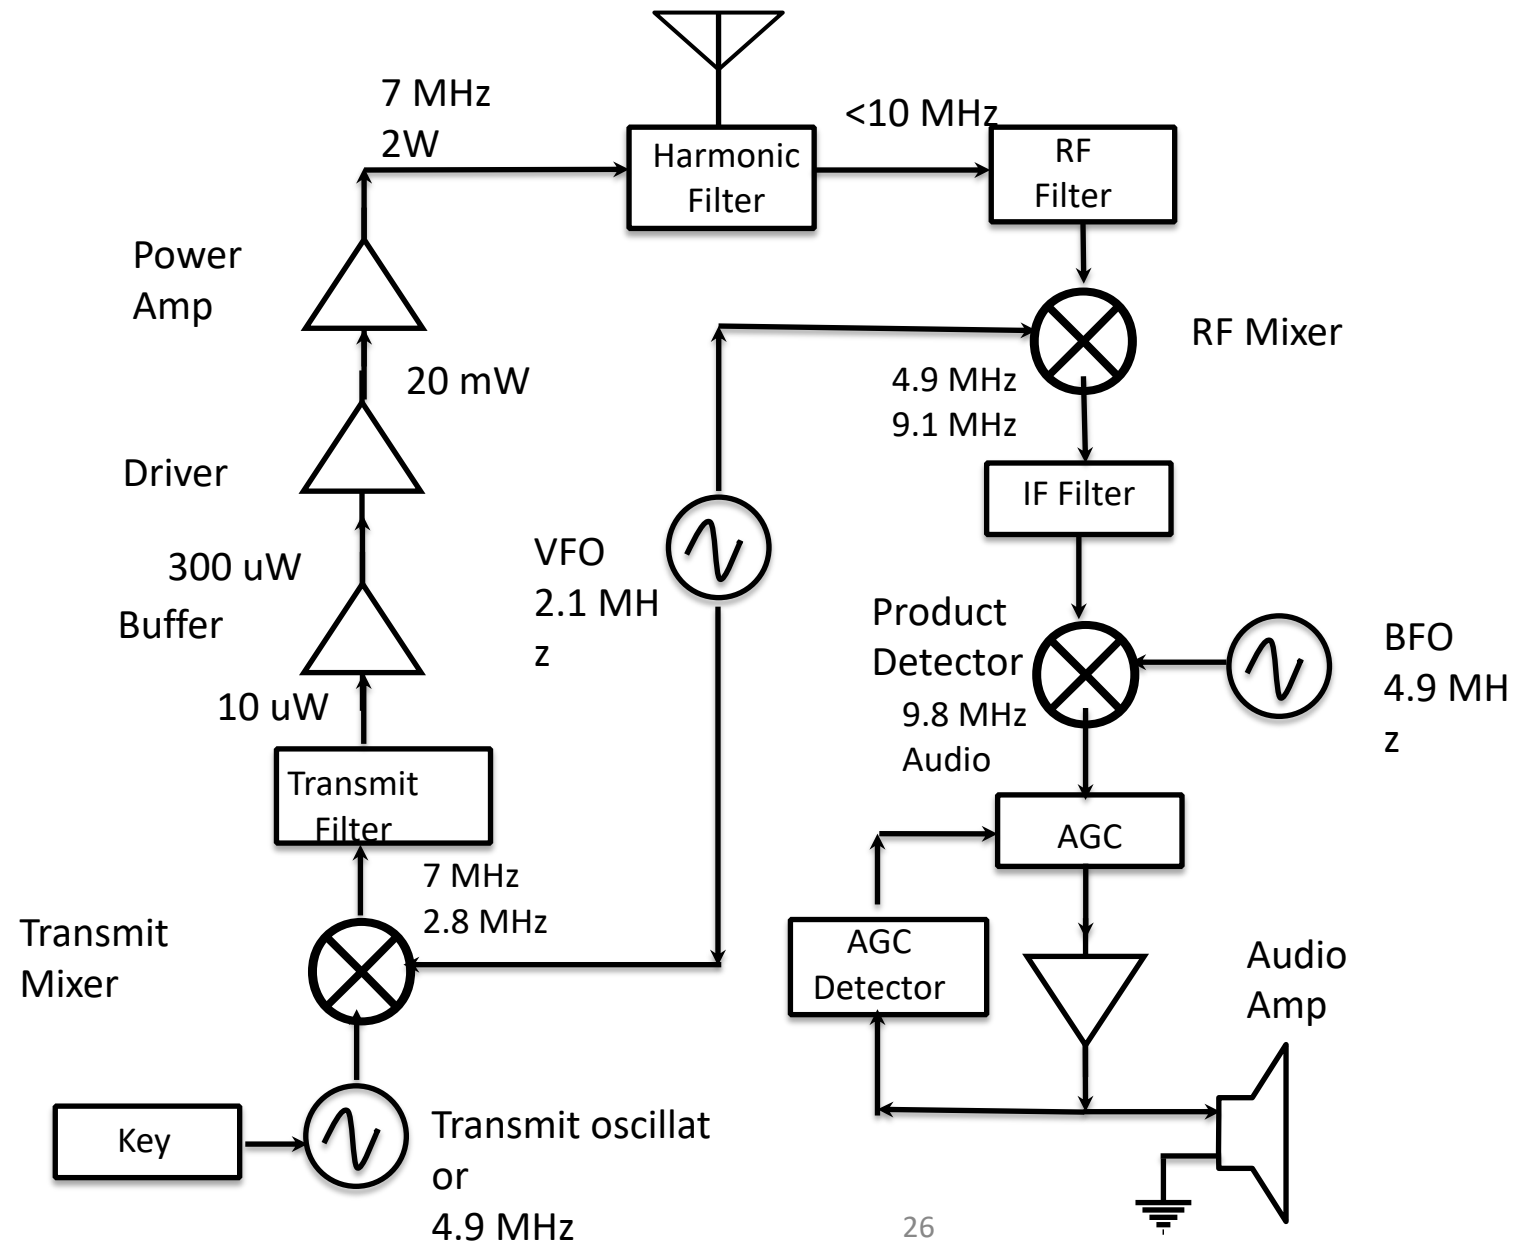 7 MHz
2W
<10 MHz
Harmonic
Filter
RF
Filter
Power
Amp
RF Mixer
20 mW
4.9 MHz
9.1 MHz
Driver
IF Filter
300 uW
VFO
2.1 MH
z
Buffer
Product
Detector
BFO
4.9 MH
z
10 uW
9.8 MHz
Audio
Transmit
Filter
AGC
7 MHz
2.8 MHz
Transmit
Mixer
AGC
Detector
Audio
Amp
Key
Transmit oscillat
or
4.9 MHz
26